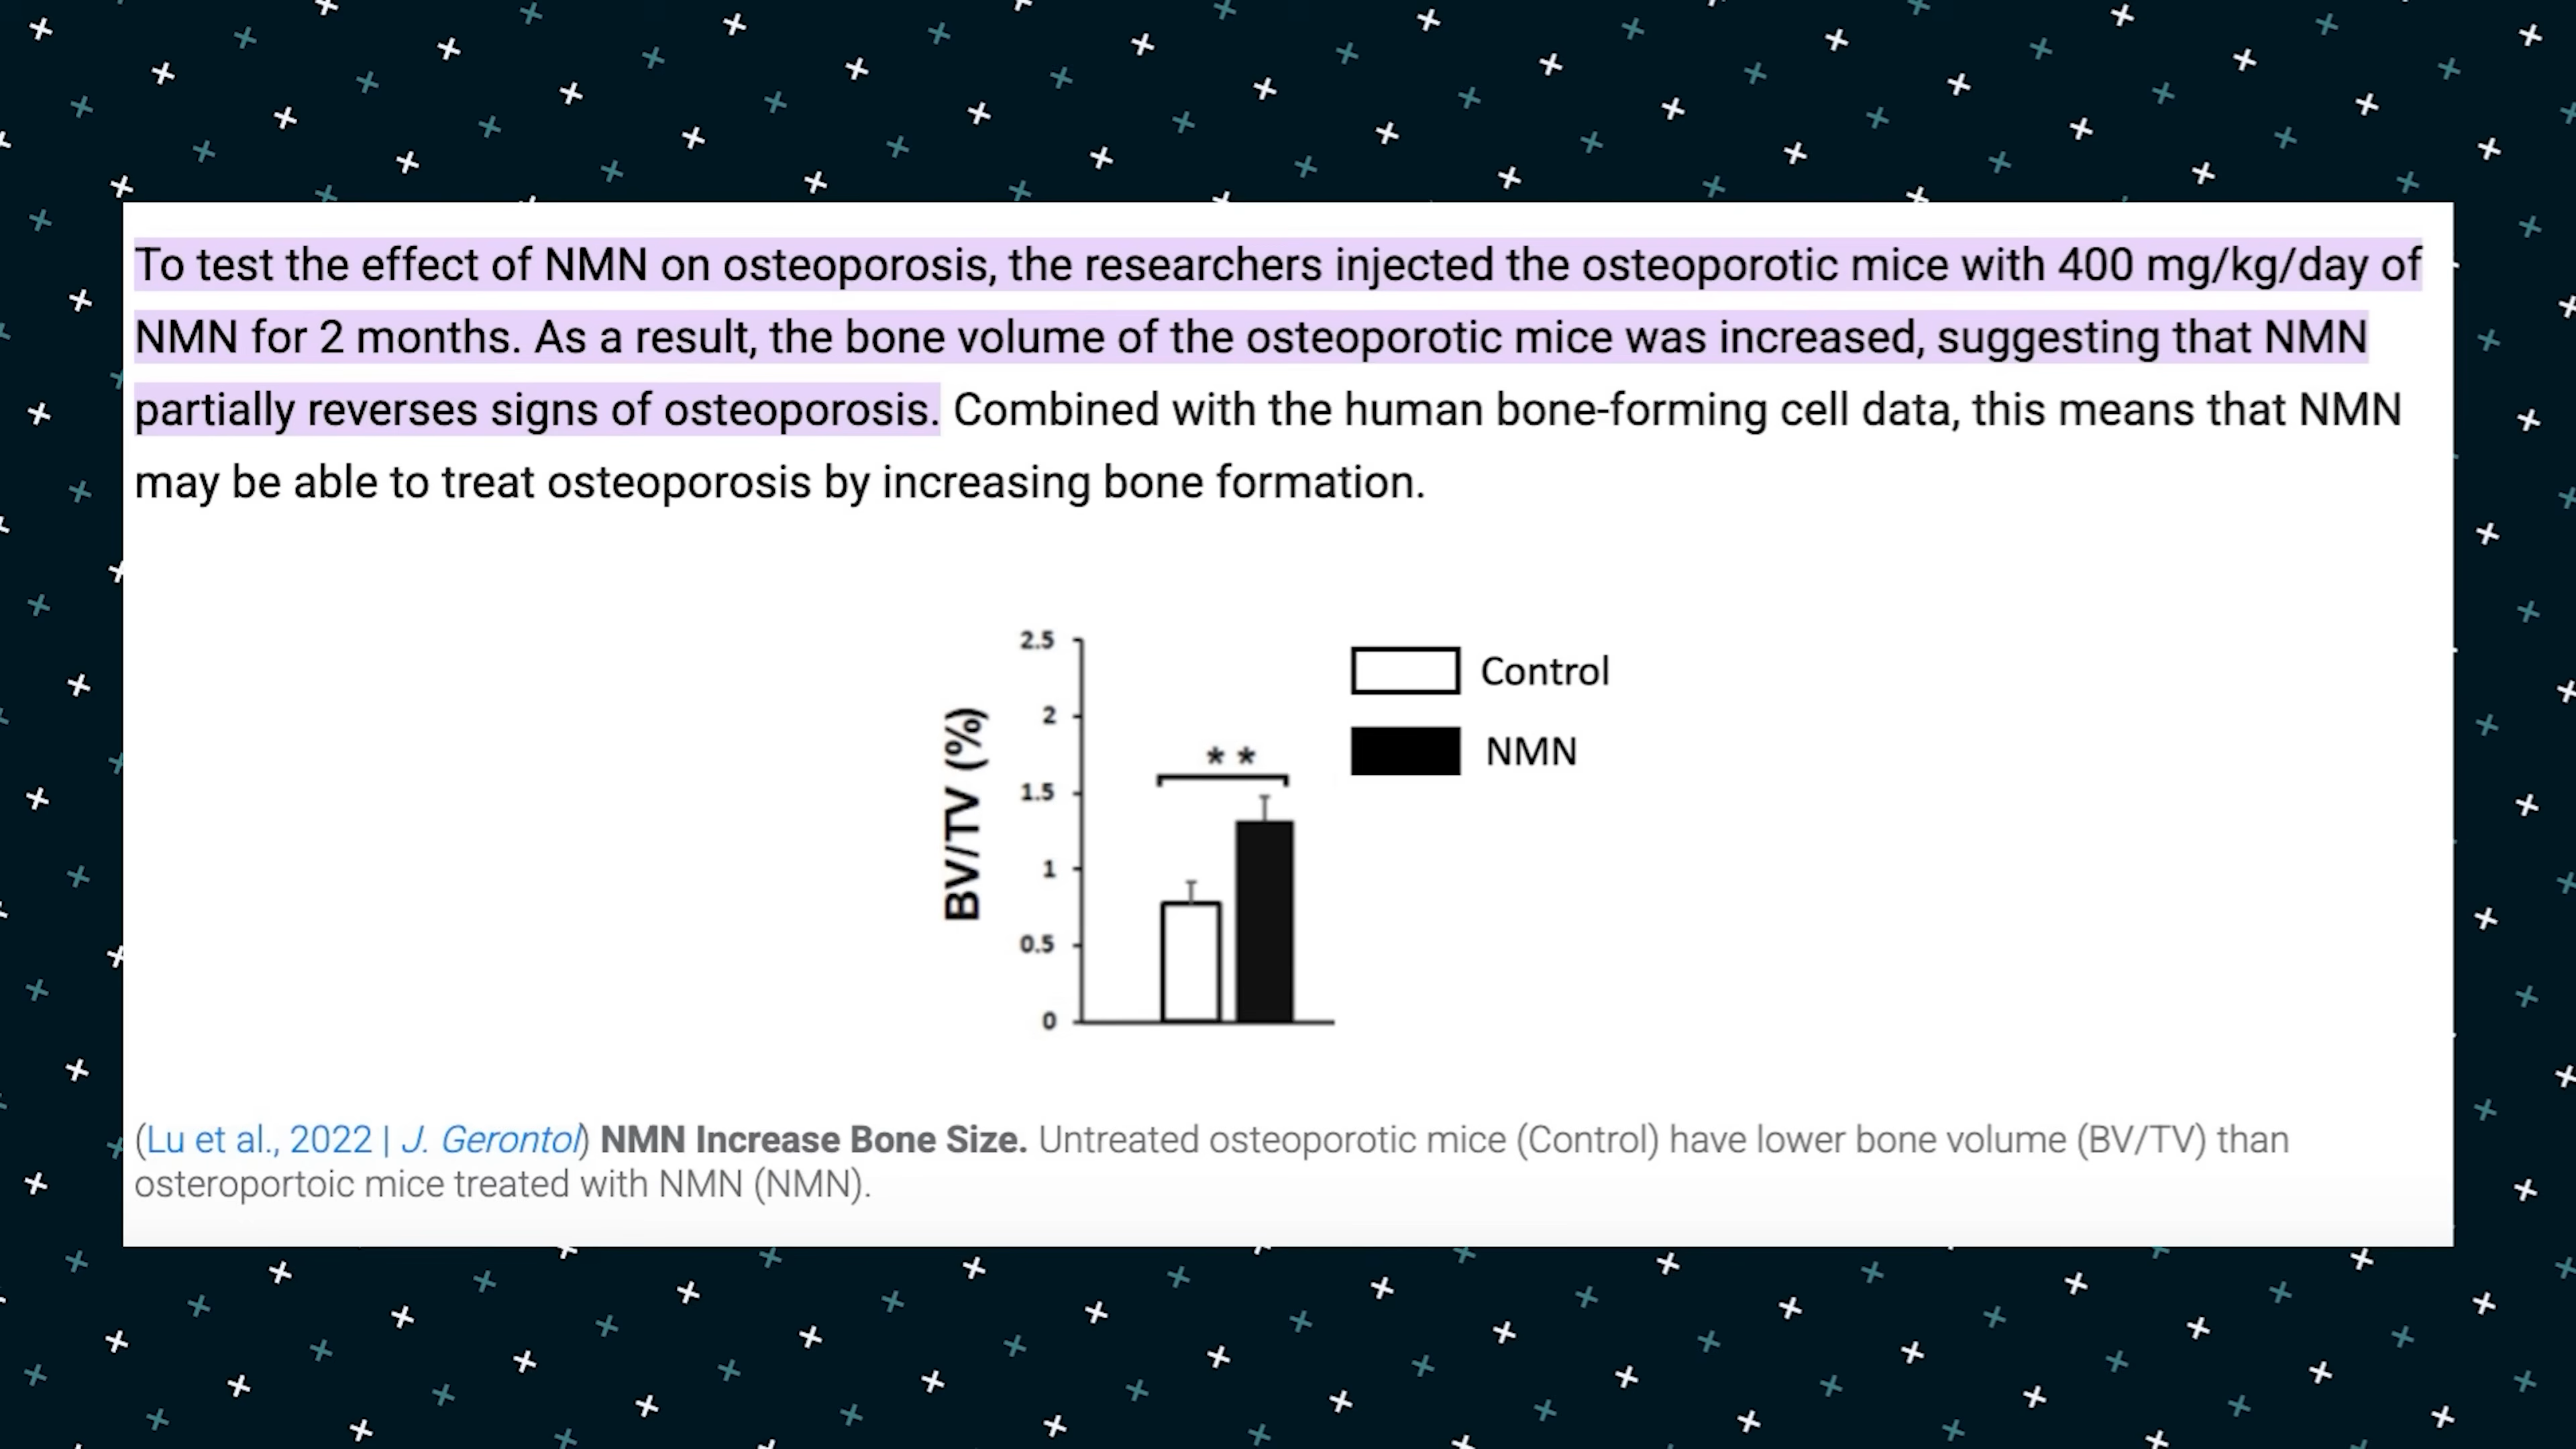 To test the effect of NMN on osteoporosis, the researchers injected the osteoporotic mice with 400 mg/kg/day of
NMN for 2 months. As a result, the bone volume of the osteoporotic mice was increased, suggesting that NMN
partially reverses signs of osteoporosis. Combined with the human bone-forming cell data, this means that NMN
may be able to treat osteoporosis by increasing bone formation.
BV/TV (%)
2.5
2
1.5
1
0.5
0
* *
Control
NMN
(Lu et al., 2022 | J. Gerontol) NMN Increase Bone Size. Untreated osteoporotic mice (Control) have lower bone volume (BV/TV) than
osteroportoic mice treated with NMN (NMN).